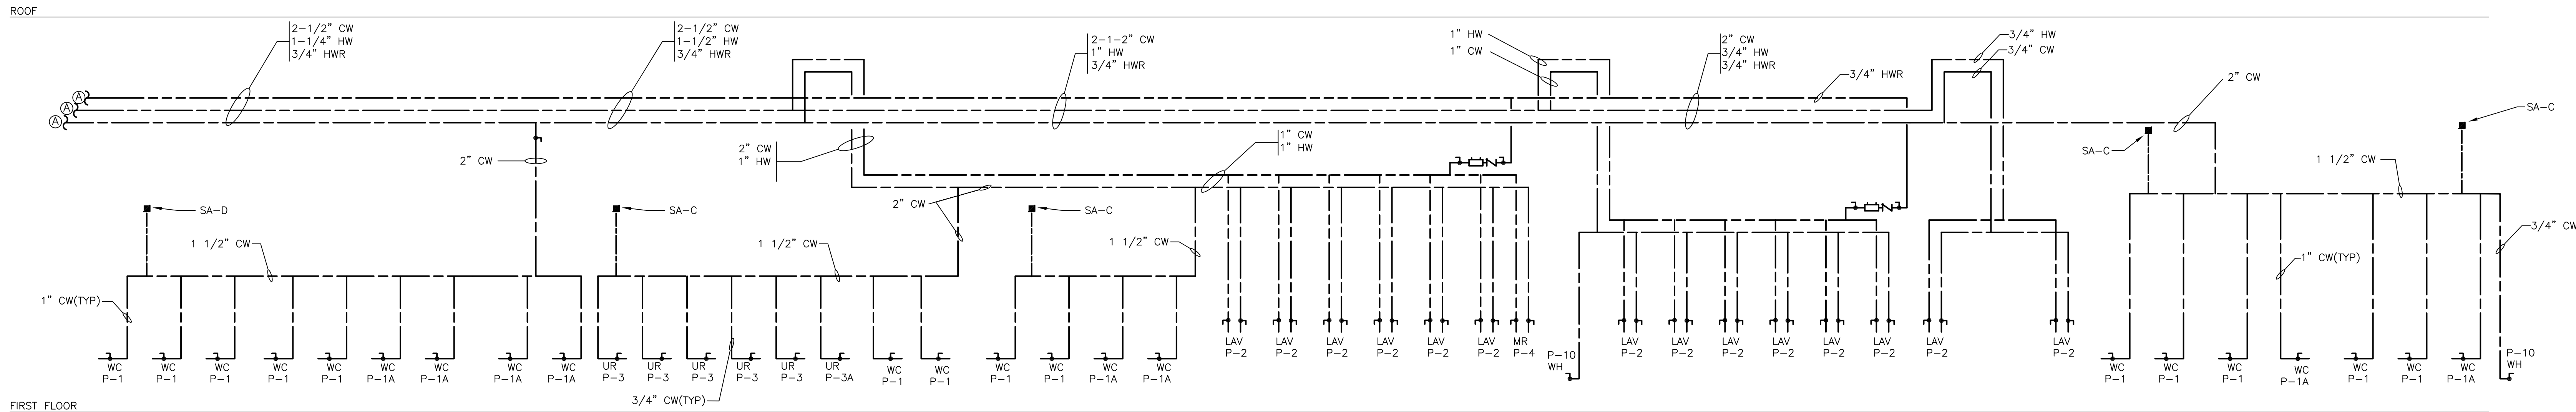 ROOF
2-1/2" CW
1-1/4" HW
3/4" HWR
2-1/2" CW
1-1/2" HW
3/4" HWR
2-1-2" CW
1" HW
3/4" HWR
1" HW
1" CW
2" CW
3/4" HW
3/4" HWR
3/4" HWR
3/4" HW
3/4" CW
2" CW
SA-C
A
A
A
2" CW
2" CW
1" HW
1" CW
1" HW
SA-C
1 1/2" CW
SA-D
SA-C
2" CW
SA-C
1 1/2" CW
1 1/2" CW
1 1/2" CW
3/4" CW
1" CW(TYP)
1" CW(TYP)
WC
P-1
WC
P-1
WC
P-1
WC
P-1
WC
P-1
WC
P-1A
WC
P-1A
WC
P-1A
WC
P-1A
UR
P-3
UR
P-3
UR
P-3
UR
P-3
UR
P-3
UR
P-3A
WC
P-1
WC
P-1
WC
P-1
WC
P-1
WC
P-1A
WC
P-1A
LAV
P-2
LAV
P-2
LAV
P-2
LAV
P-2
LAV
P-2
LAV
P-2
MR
P-4
P-10
WH
LAV
P-2
LAV
P-2
LAV
P-2
LAV
P-2
LAV
P-2
LAV
P-2
LAV
P-2
LAV
P-2
WC
P-1
WC
P-1
WC
P-1
WC
P-1A
WC
P-1
WC
P-1
WC
P-1A
P-10
WH
3/4" CW(TYP)
FIRST FLOOR